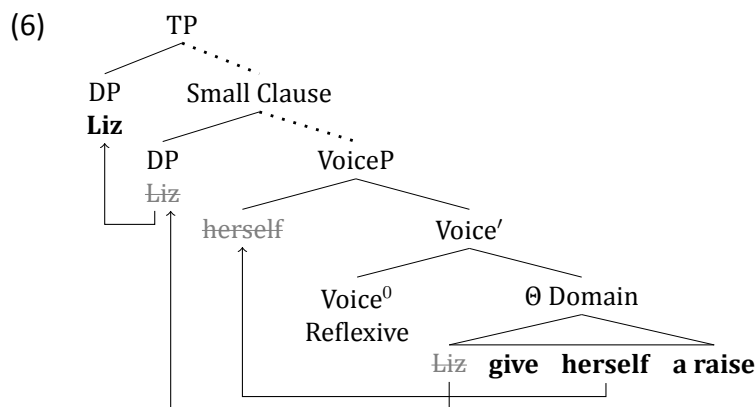 (6)
TP
DP
Small Clause
Liz
DP
VoiceP
Liz
herself
Voice′
Voice⁰
Θ Domain
Reflexive
Liz give herself a raise